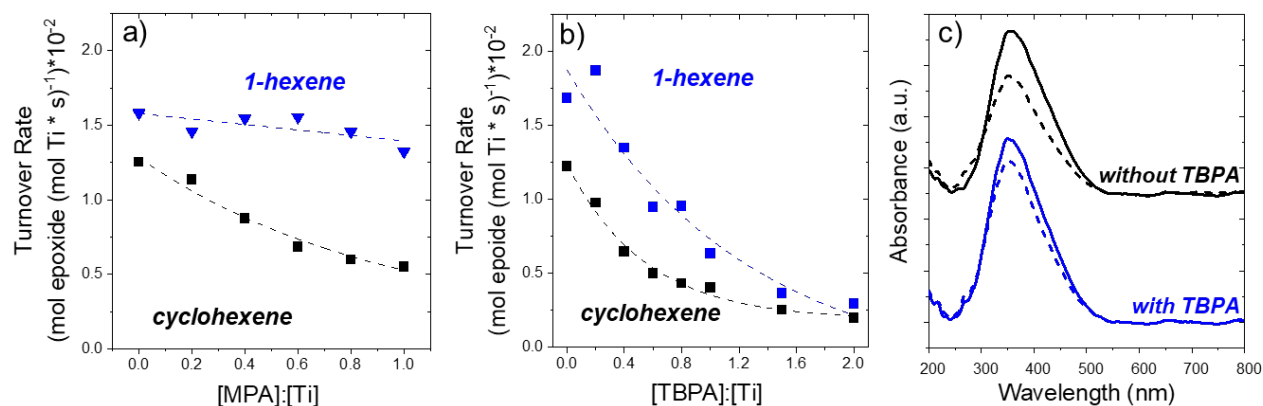 a)
1-hexene
cyclohexene
Turnover Rate
(mol epoxide (mol Ti * s)⁻¹)*10⁻²
2.0
1.5
1.0
0.5
0.0
0.0 0.2 0.4 0.6 0.8 1.0
[MPA]:[Ti]
b)
1-hexene
cyclohexene
Turnover Rate
(mol epoide (mol Ti * s)⁻¹)*10⁻²
2.0
1.5
1.0
0.5
0.0
0.0 0.4 0.8 1.2 1.6 2.0
[TBPA]:[Ti]
c)
without TBPA
with TBPA
Absorbance (a.u.)
200 300 400 500 600 700 800
Wavelength (nm)